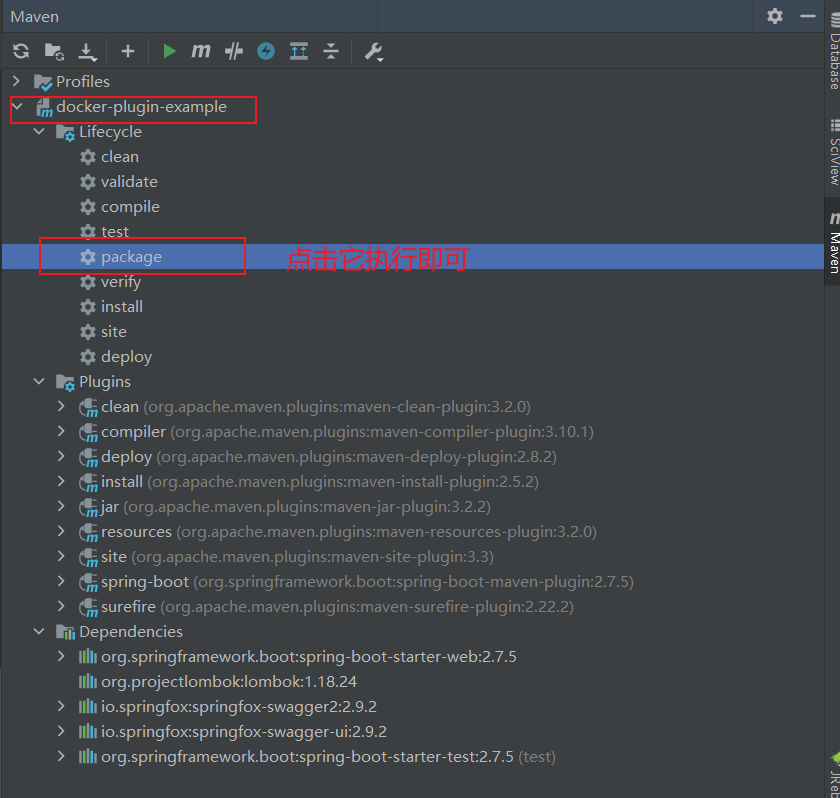 Maven
Profiles
docker-plugin-example
Lifecycle
clean
validate
compile
test
package 点击它执行即可
verify
install
site
deploy
Plugins
clean (org.apache.maven.plugins:maven-clean-plugin:3.2.0)
compiler (org.apache.maven.plugins:maven-compiler-plugin:3.10.1)
deploy (org.apache.maven.plugins:maven-deploy-plugin:2.8.2)
install (org.apache.maven.plugins:maven-install-plugin:2.5.2)
jar (org.apache.maven.plugins:maven-jar-plugin:3.2.2)
resources (org.apache.maven.plugins:maven-resources-plugin:3.2.0)
site (org.apache.maven.plugins:maven-site-plugin:3.3)
spring-boot (org.springframework.boot:spring-boot-maven-plugin:2.7.5)
surefire (org.apache.maven.plugins:maven-surefire-plugin:2.22.2)
Dependencies
org.springframework.boot:spring-boot-starter-web:2.7.5
org.projectlombok:lombok:1.18.24
io.springfox:springfox-swagger2:2.9.2
io.springfox:springfox-swagger-ui:2.9.2
org.springframework.boot:spring-boot-starter-test:2.7.5 (test)
Database
SciView
Maven